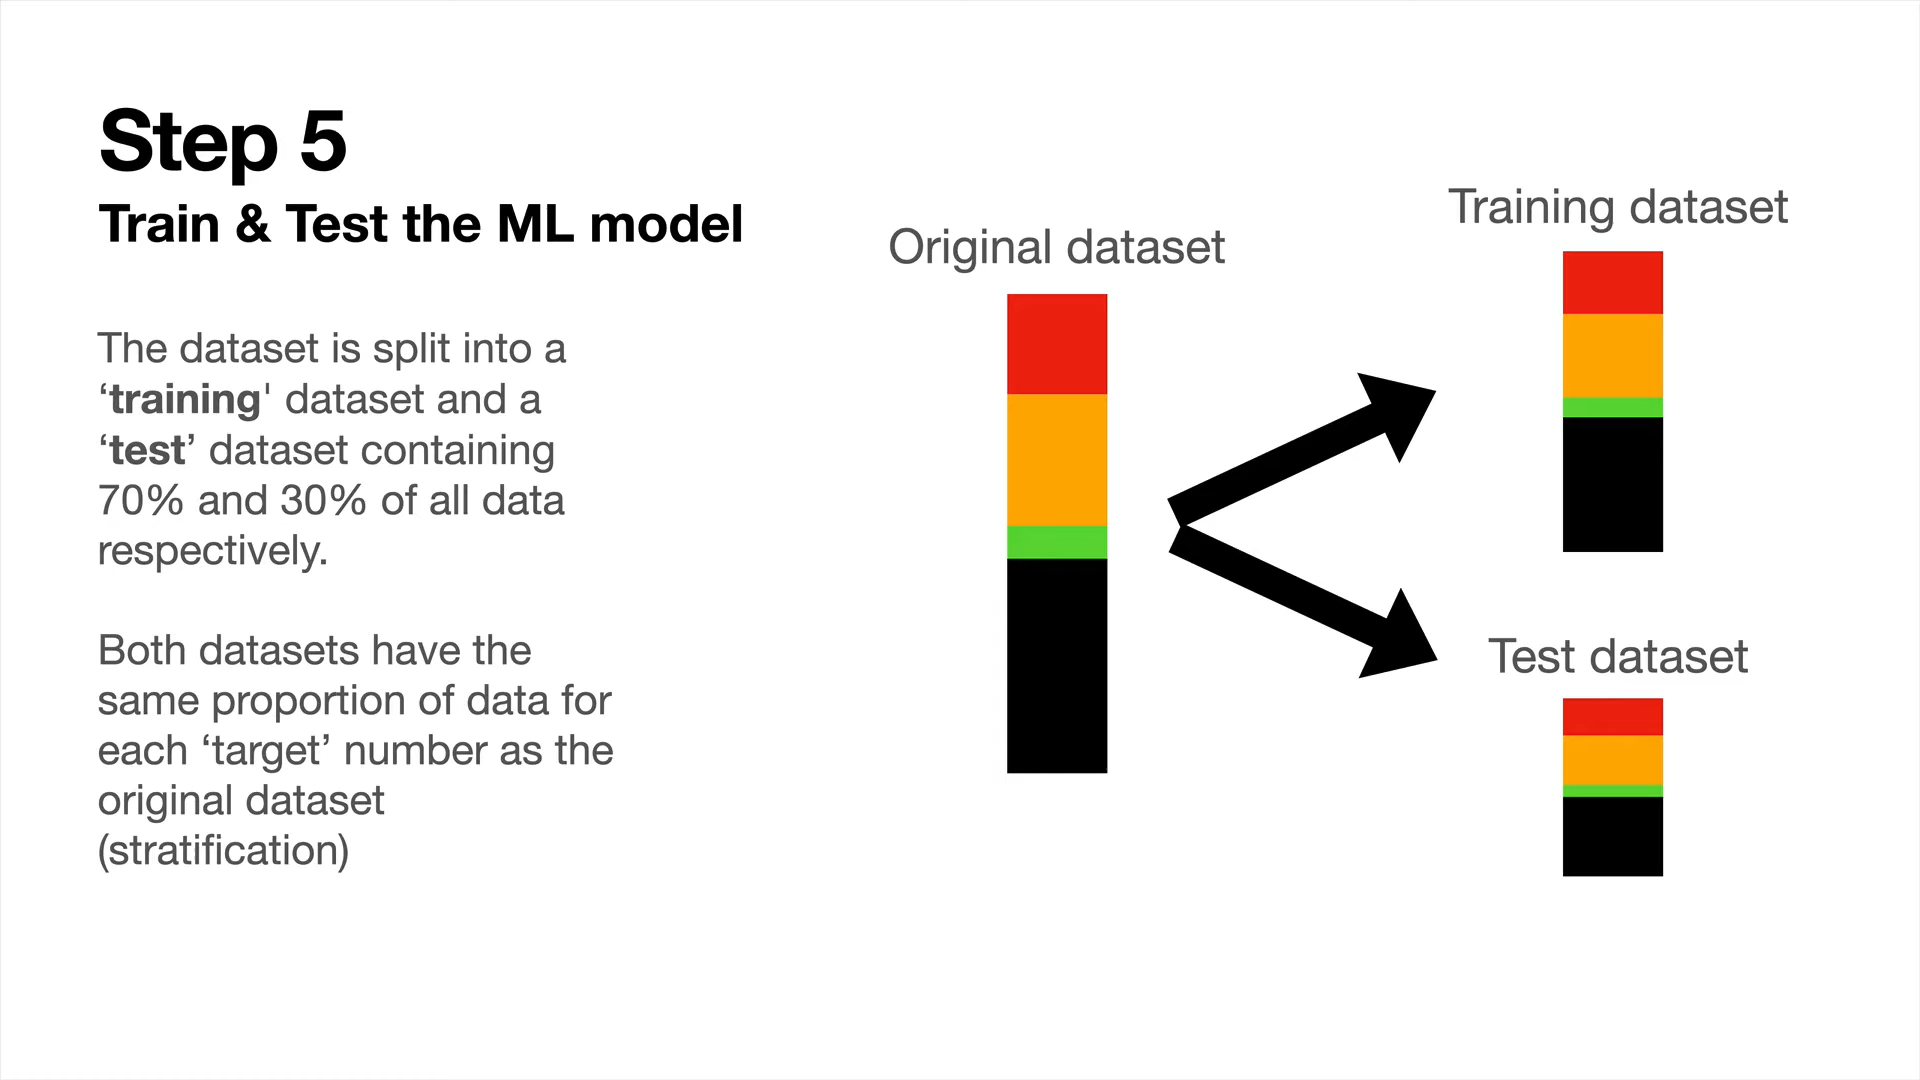 Step 5
Train & Test the ML model
The dataset is split into a
‘training' dataset and a
‘test’ dataset containing
70% and 30% of all data
respectively.
Both datasets have the
same proportion of data for
each ‘target’ number as the
original dataset
(stratification)
Original dataset
Training dataset
Test dataset